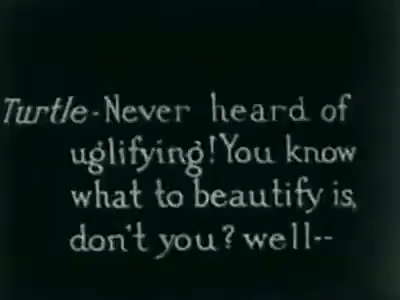 Turtle-Never heard of
uglifying! You know
what to beautify is,
don't you? well--